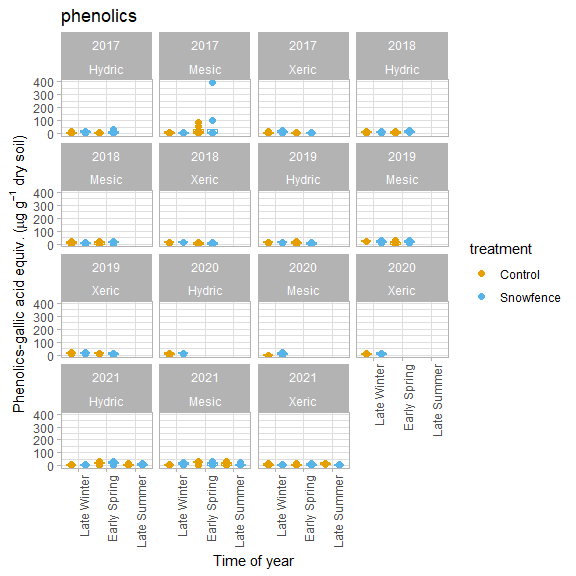 phenolics
2017 2017 2017 2018
Hydric Mesic Xeric Hydric
400
300
200
100
0
2018 2018 2019 2019
Mesic Xeric Hydric Mesic
400
300
200
100
0
2019 2020 2020 2020
Xeric Hydric Mesic Xeric
400
300
200
100
0
2021 2021 2021
Hydric Mesic Xeric
400
300
200
100
0
Late Winter Early Spring Late Summer
Late Winter Early Spring Late Summer
Late Winter Early Spring Late Summer
Late Winter Early Spring Late Summer
Time of year
Phenolics-gallic acid equiv. (μg g⁻¹ dry soil)
treatment
Control
Snowfence